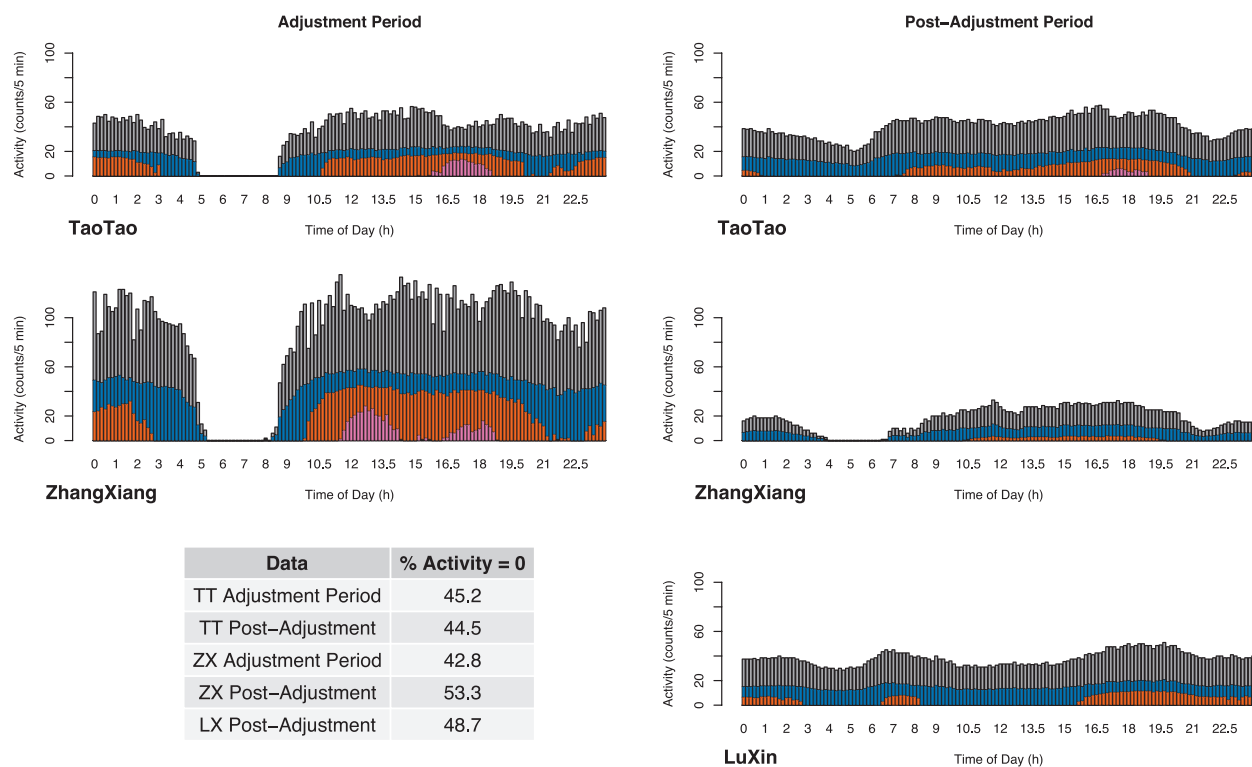 Adjustment Period
Activity (counts/5 min)
100
60
20
0
0 1 2 3 4 5 6 7 8 9 10.5 12 13.5 15 16.5 18 19.5 21 22.5
TaoTao
Time of Day (h)
Activity (counts/5 min)
100
60
20
0
0 1 2 3 4 5 6 7 8 9 10.5 12 13.5 15 16.5 18 19.5 21 22.5
ZhangXiang
Time of Day (h)
Data % Activity = 0
TT Adjustment Period 45.2
TT Post−Adjustment 44.5
ZX Adjustment Period 42.8
ZX Post−Adjustment 53.3
LX Post−Adjustment 48.7
Post−Adjustment Period
Activity (counts/5 min)
100
60
20
0
0 1 2 3 4 5 6 7 8 9 10.5 12 13.5 15 16.5 18 19.5 21 22.5
TaoTao
Time of Day (h)
Activity (counts/5 min)
100
60
20
0
0 1 2 3 4 5 6 7 8 9 10.5 12 13.5 15 16.5 18 19.5 21 22.5
ZhangXiang
Time of Day (h)
Activity (counts/5 min)
100
60
20
0
0 1 2 3 4 5 6 7 8 9 10.5 12 13.5 15 16.5 18 19.5 21 22.5
LuXin
Time of Day (h)